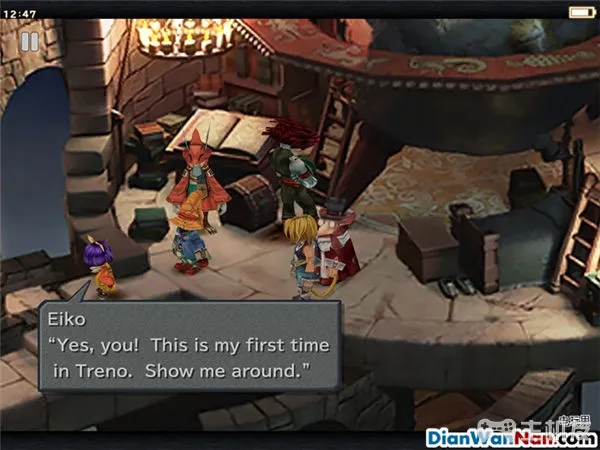 12:47
Eiko
“Yes, you! This is my first time
in Treno. Show me around.”
DianWanNan.com